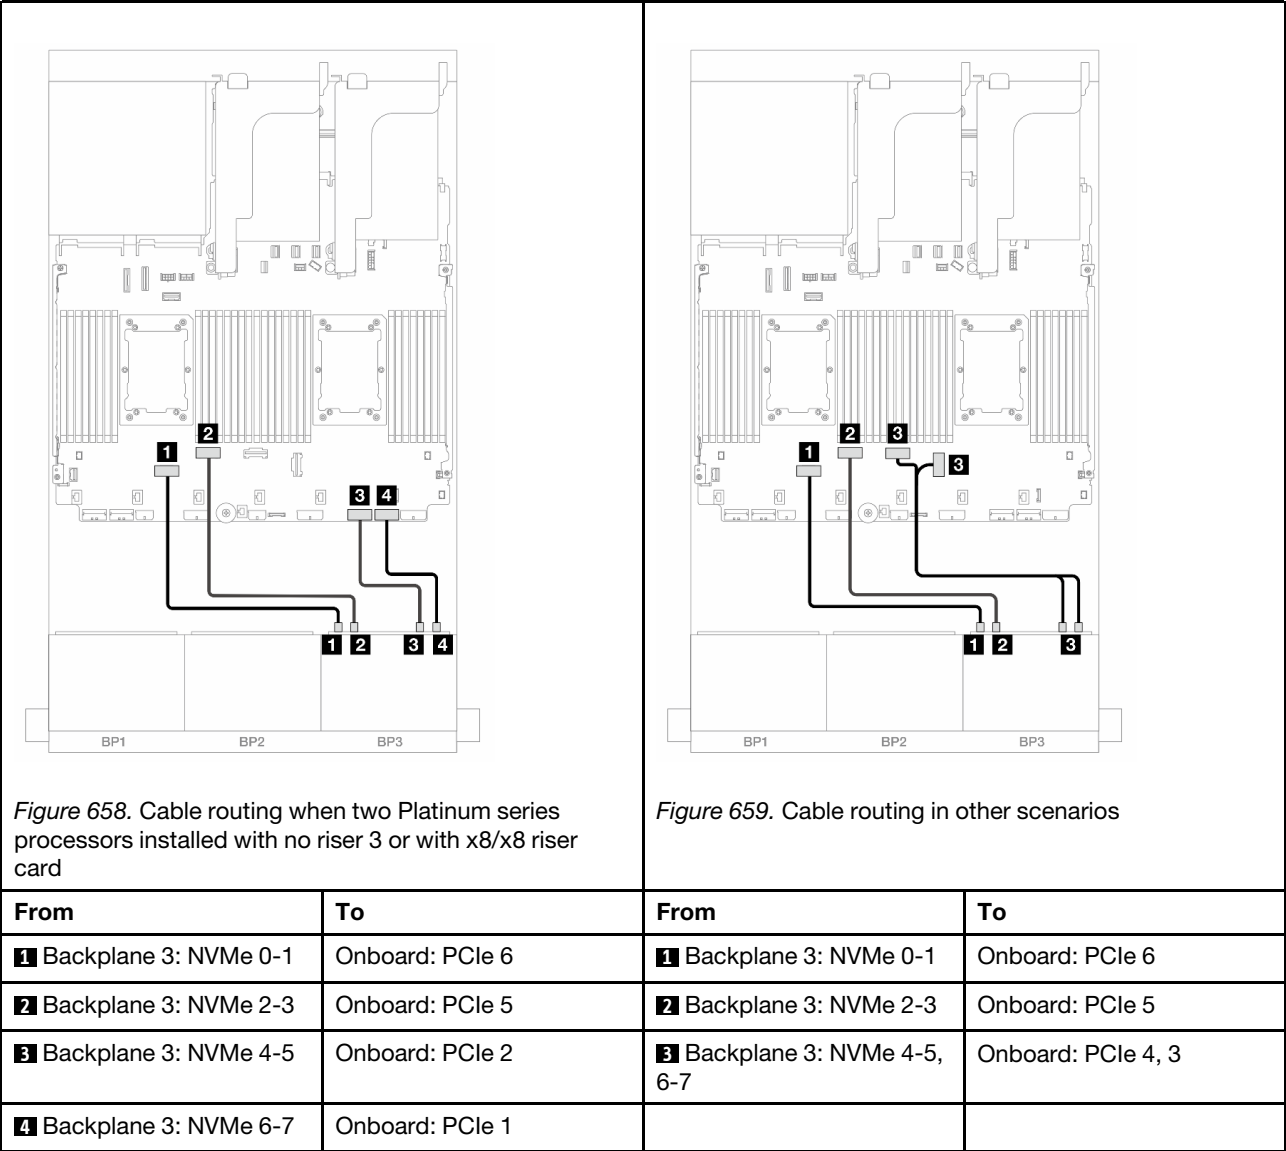 2
1
3 4
1 2 3 4
BP1 BP2 BP3
Figure 658. Cable routing when two Platinum series
processors installed with no riser 3 or with x8/x8 riser
card
2 3
1 3
1 2 3
BP1 BP2 BP3
Figure 659. Cable routing in other scenarios
From To From To
1 Backplane 3: NVMe 0-1 Onboard: PCIe 6 1 Backplane 3: NVMe 0-1 Onboard: PCIe 6
2 Backplane 3: NVMe 2-3 Onboard: PCIe 5 2 Backplane 3: NVMe 2-3 Onboard: PCIe 5
3 Backplane 3: NVMe 4-5 Onboard: PCIe 2 3 Backplane 3: NVMe 4-5, Onboard: PCIe 4, 3
6-7
4 Backplane 3: NVMe 6-7 Onboard: PCIe 1